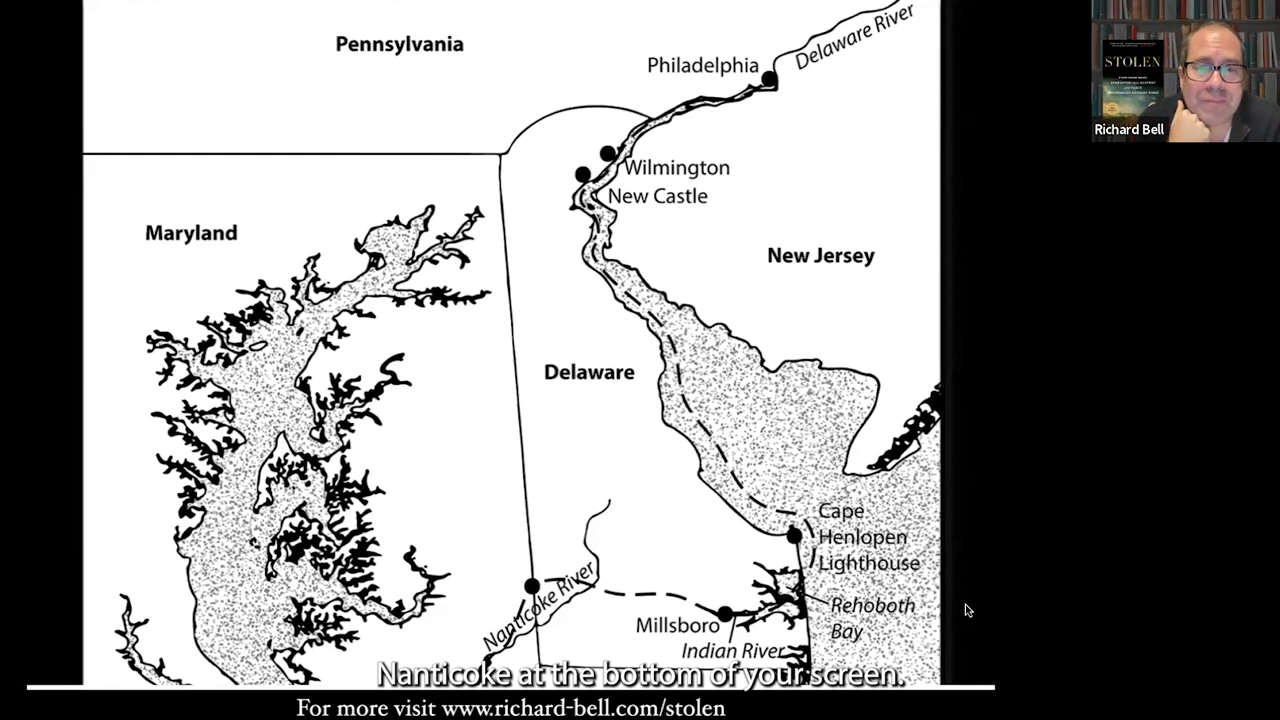 Pennsylvania
Philadelphia
Delaware River
STOLEN
Richard Bell
Wilmington
New Castle
Maryland
New Jersey
Delaware
Cape
Henlopen
Lighthouse
Nanticoke River
Rehoboth
Bay
Millsboro
Indian River
Nanticoke at the bottom of your screen.
For more visit www.richard-bell.com/stolen